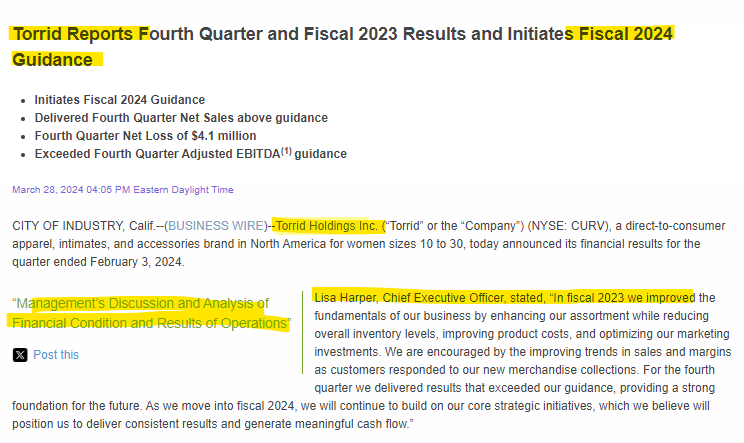 Torrid Reports Fourth Quarter and Fiscal 2023 Results and Initiates Fiscal 2024
Guidance
• Initiates Fiscal 2024 Guidance
• Delivered Fourth Quarter Net Sales above guidance
• Fourth Quarter Net Loss of $4.1 million
• Exceeded Fourth Quarter Adjusted EBITDA(1) guidance
March 28, 2024 04:05 PM Eastern Daylight Time
CITY OF INDUSTRY, Calif.--(BUSINESS WIRE)--Torrid Holdings Inc. (“Torrid” or the “Company”) (NYSE: CURV), a direct-to-consumer
apparel, intimates, and accessories brand in North America for women sizes 10 to 30, today announced its financial results for the
quarter ended February 3, 2024.
“Management’s Discussion and Analysis of
Financial Condition and Results of Operations”
X Post this
Lisa Harper, Chief Executive Officer, stated, “In fiscal 2023 we improved the
fundamentals of our business by enhancing our assortment while reducing
overall inventory levels, improving product costs, and optimizing our marketing
investments. We are encouraged by the improving trends in sales and margins
as customers responded to our new merchandise collections. For the fourth
quarter we delivered results that exceeded our guidance, providing a strong
foundation for the future. As we move into fiscal 2024, we will continue to build on our core strategic initiatives, which we believe will
position us to deliver consistent results and generate meaningful cash flow.”